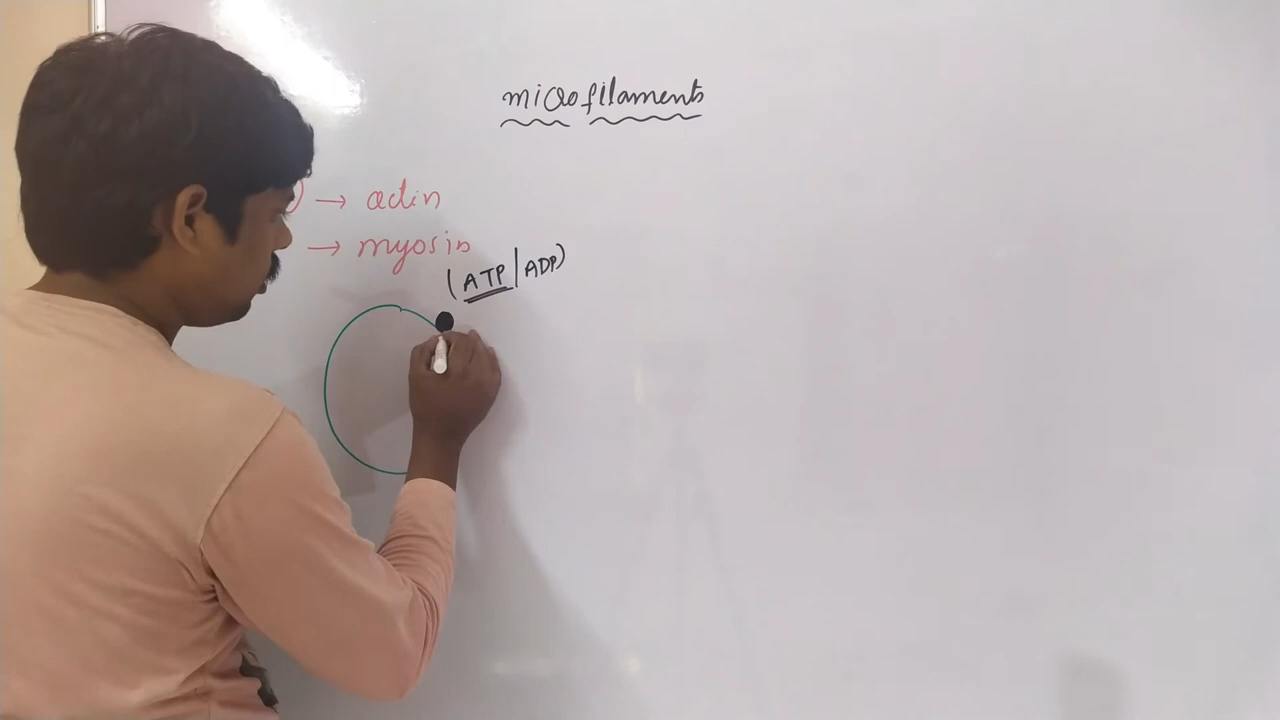 microfilaments
) → actin
→ myosin
(ATP|ADP)